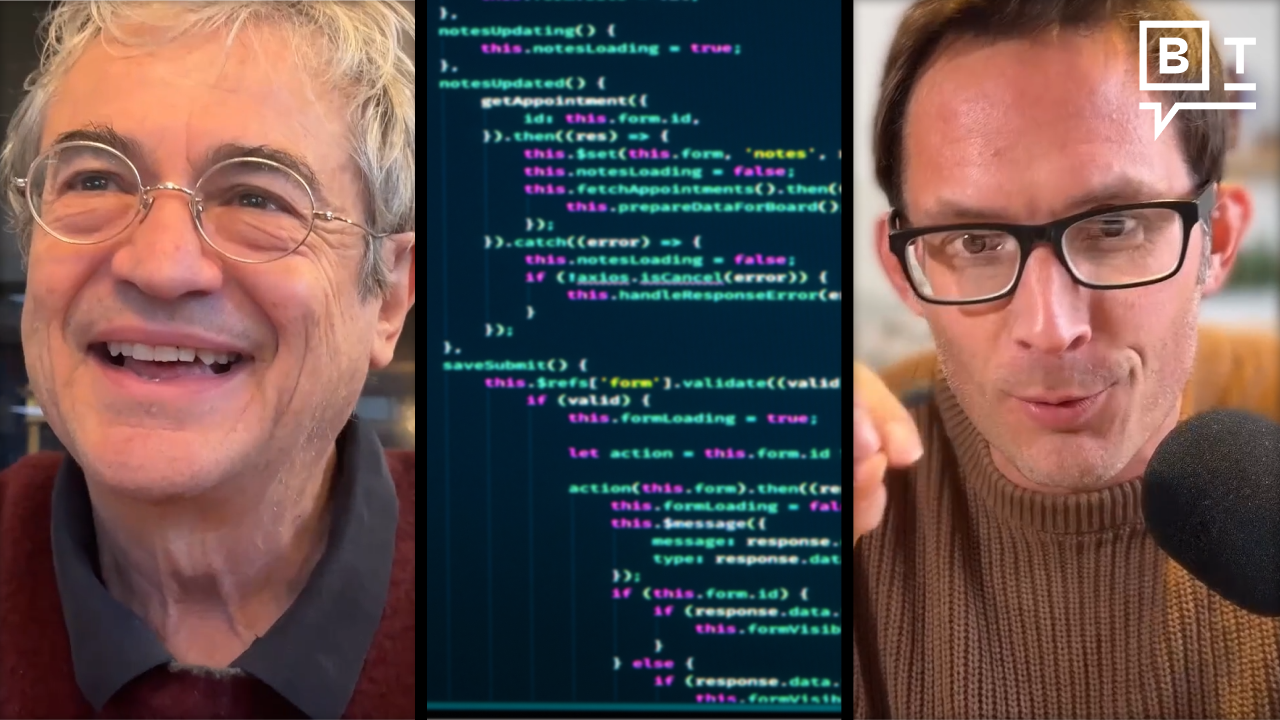 B T
},
notesUpdating() {
this.notesLoading = true;
},
notesUpdated() {
getAppointment({
id: this.form.id,
}).then((res) => {
this.$set(this.form, 'notes',
this.notesLoading = false;
this.fetchAppointments().then(
this.prepareDataForBoard()
});
}).catch((error) => {
this.notesLoading = false;
if (!axios.isCancel(error)) {
this.handleResponseError(e
}
});
},
saveSubmit() {
this.$refs['form'].validate((valid
if (valid) {
this.formLoading = true;
let action = this.form.id
action(this.form).then((re
this.formLoading = fal
this.$message({
message: response.
type: response.dat
});
if (this.form.id) {
if (response.data.
this.formVisib
}
} else {
if (response.data.
this.formVisib